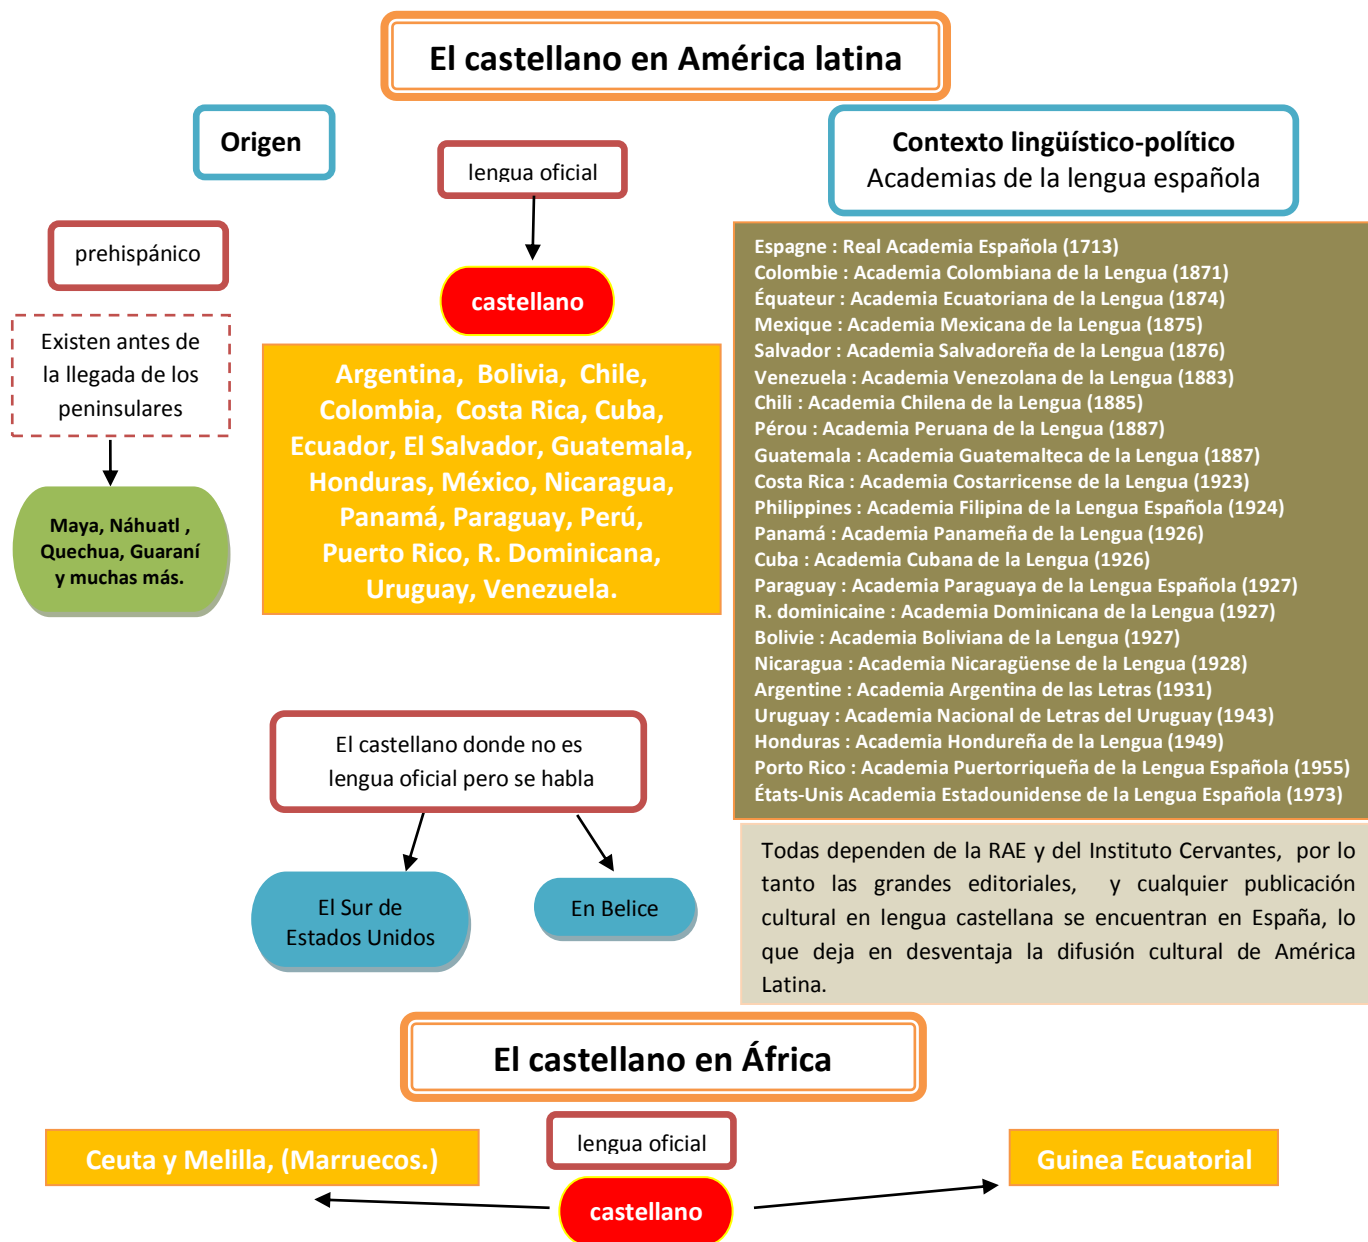 El castellano en América latina
Origen
lengua oficial
Contexto lingüístico-político
Academias de la lengua española
prehispánico
castellano
Existen antes de
la llegada de los
peninsulares
Maya, Náhuatl ,
Quechua, Guaraní
y muchas más.
Argentina, Bolivia, Chile,
Colombia, Costa Rica, Cuba,
Ecuador, El Salvador, Guatemala,
Honduras, México, Nicaragua,
Panamá, Paraguay, Perú,
Puerto Rico, R. Dominicana,
Uruguay, Venezuela.
Espagne : Real Academia Española (1713)
Colombie : Academia Colombiana de la Lengua (1871)
Équateur : Academia Ecuatoriana de la Lengua (1874)
Mexique : Academia Mexicana de la Lengua (1875)
Salvador : Academia Salvadoreña de la Lengua (1876)
Venezuela : Academia Venezolana de la Lengua (1883)
Chili : Academia Chilena de la Lengua (1885)
Pérou : Academia Peruana de la Lengua (1887)
Guatemala : Academia Guatemalteca de la Lengua (1887)
Costa Rica : Academia Costarricense de la Lengua (1923)
Philippines : Academia Filipina de la Lengua Española (1924)
Panamá : Academia Panameña de la Lengua (1926)
Cuba : Academia Cubana de la Lengua (1926)
Paraguay : Academia Paraguaya de la Lengua Española (1927)
R. dominicaine : Academia Dominicana de la Lengua (1927)
Bolivie : Academia Boliviana de la Lengua (1927)
Nicaragua : Academia Nicaragüense de la Lengua (1928)
Argentine : Academia Argentina de las Letras (1931)
Uruguay : Academia Nacional de Letras del Uruguay (1943)
Honduras : Academia Hondureña de la Lengua (1949)
Porto Rico : Academia Puertorriqueña de la Lengua Española (1955)
États-Unis Academia Estadounidense de la Lengua Española (1973)
El castellano donde no es
lengua oficial pero se habla
El Sur de
Estados Unidos
En Belice
Todas dependen de la RAE y del Instituto Cervantes, por lo
tanto las grandes editoriales, y cualquier publicación
cultural en lengua castellana se encuentran en España, lo
que deja en desventaja la difusión cultural de América
Latina.
El castellano en África
Ceuta y Melilla, (Marruecos.)
lengua oficial
Guinea Ecuatorial
castellano